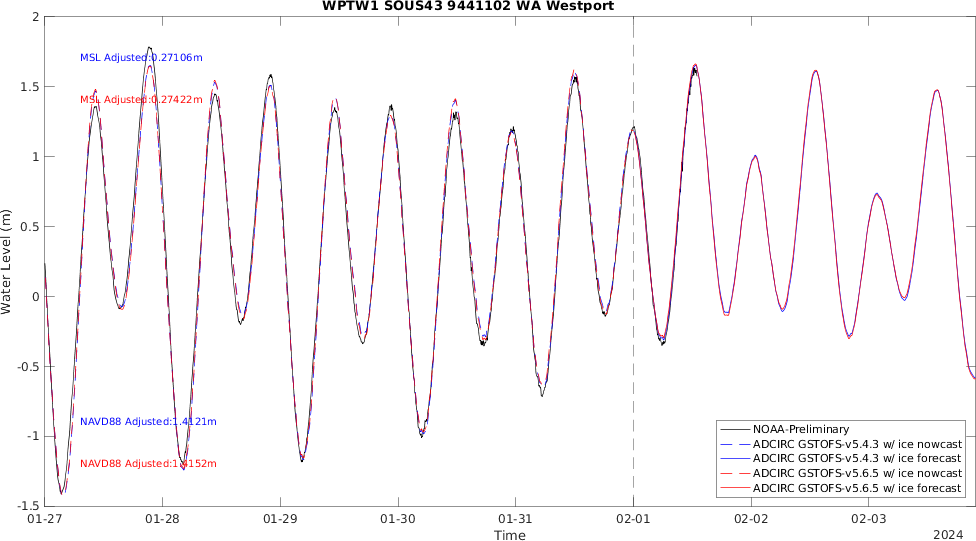 WPTW1 SOUS43 9441102 WA Westport
2
1.5
1
0.5
0
-0.5
-1
-1.5
Water Level (m)
MSL Adjusted:0.27106m
MSL Adjusted:0.27422m
NAVD88 Adjusted:1.4121m
NAVD88 Adjusted:1.4152m
NOAA-Preliminary
ADCIRC GSTOFS-v5.4.3 w/ ice nowcast
ADCIRC GSTOFS-v5.4.3 w/ ice forecast
ADCIRC GSTOFS-v5.6.5 w/ ice nowcast
ADCIRC GSTOFS-v5.6.5 w/ ice forecast
01-27 01-28 01-29 01-30 01-31 02-01 02-02 02-03
Time
2024